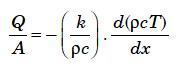 Q/A = −(k/ρc) . d(ρcT)/dx